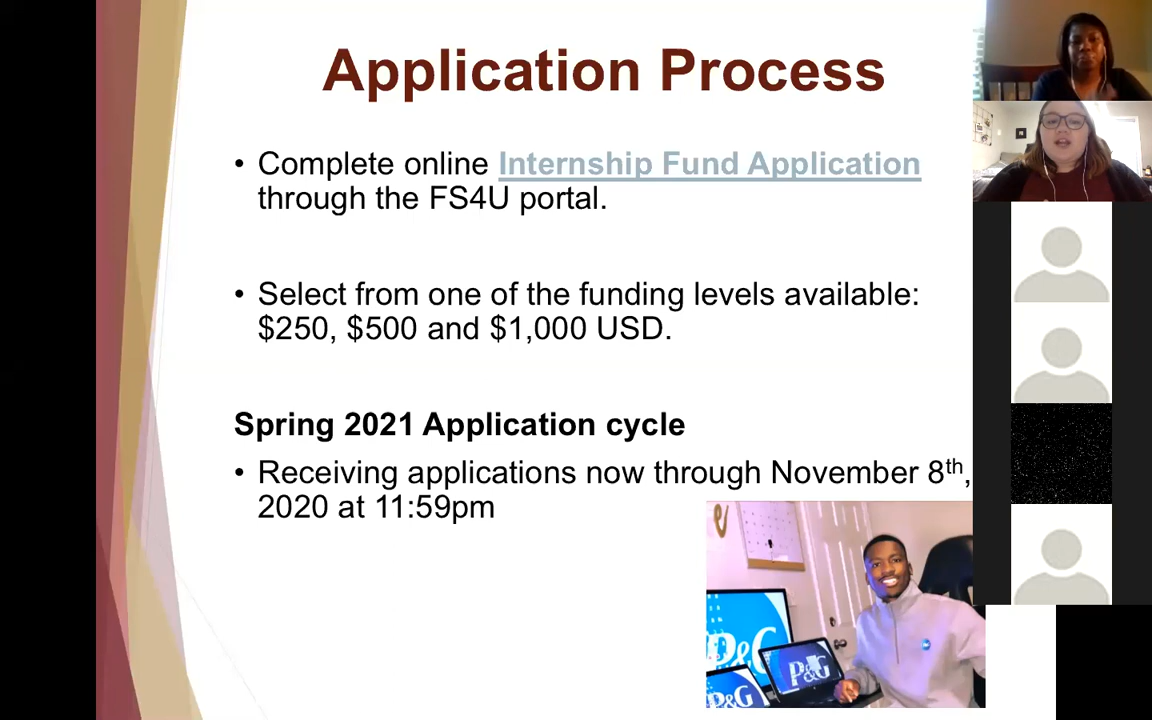 Application Process
• Complete online Internship Fund Application
through the FS4U portal.
• Select from one of the funding levels available:
$250, $500 and $1,000 USD.
Spring 2021 Application cycle
• Receiving applications now through November 8th,
2020 at 11:59pm
e
P&G
P&G
P&G